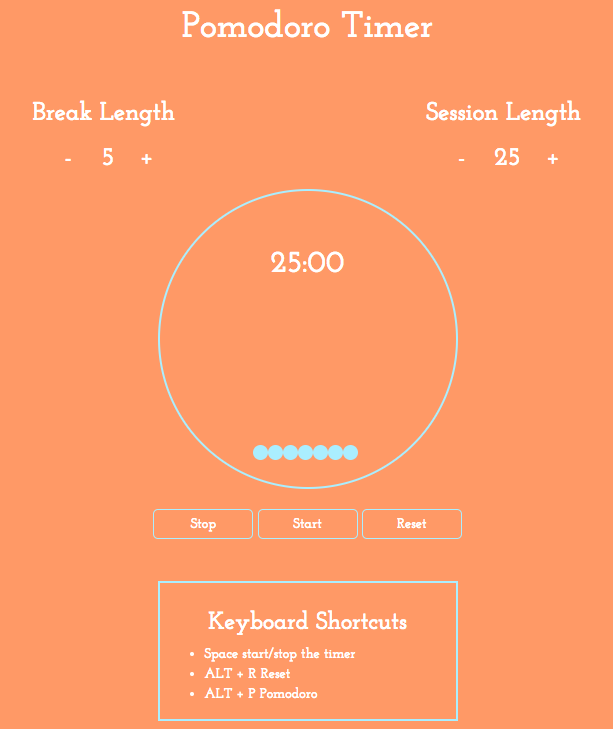 Pomodoro Timer
Break Length
- 5 +
Session Length
- 25 +
25:00
Stop Start Reset
Keyboard Shortcuts
• Space start/stop the timer
• ALT + R Reset
• ALT + P Pomodoro